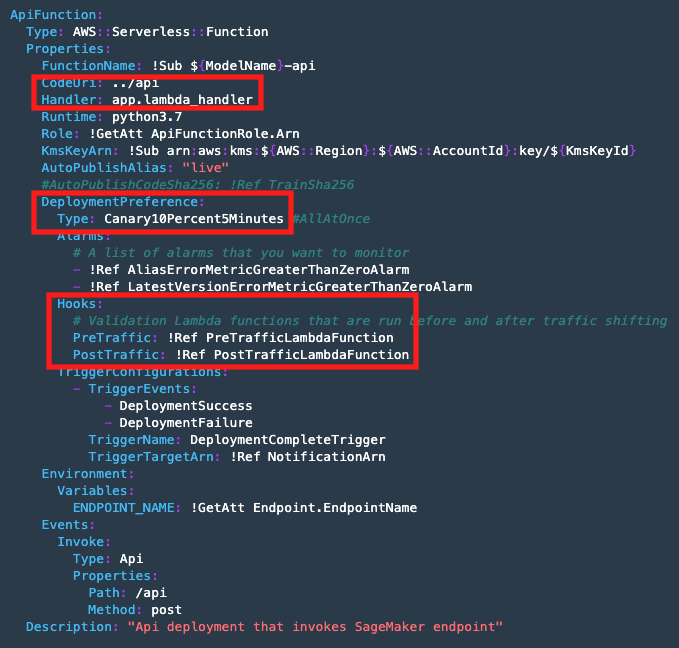 ApiFunction:
Type: AWS::Serverless::Function
Properties:
FunctionName: !Sub ${ModelName}-api
CodeUri: ../api
Handler: app.lambda_handler
Runtime: python3.7
Role: !GetAtt ApiFunctionRole.Arn
KmsKeyArn: !Sub arn:aws:kms:${AWS::Region}:${AWS::AccountId}:key/${KmsKeyId}
AutoPublishAlias: "live"
#AutoPublishCodeSha256: !Ref TrainSha256
DeploymentPreference:
Type: Canary10Percent5Minutes #AllAtOnce
Alarms:
# A list of alarms that you want to monitor
- !Ref AliasErrorMetricGreaterThanZeroAlarm
- !Ref LatestVersionErrorMetricGreaterThanZeroAlarm
Hooks:
# Validation Lambda functions that are run before and after traffic shifting
PreTraffic: !Ref PreTrafficLambdaFunction
PostTraffic: !Ref PostTrafficLambdaFunction
TriggerConfigurations:
- TriggerEvents:
- DeploymentSuccess
- DeploymentFailure
TriggerName: DeploymentCompleteTrigger
TriggerTargetArn: !Ref NotificationArn
Environment:
Variables:
ENDPOINT_NAME: !GetAtt Endpoint.EndpointName
Events:
Invoke:
Type: Api
Properties:
Path: /api
Method: post
Description: "Api deployment that invokes SageMaker endpoint"